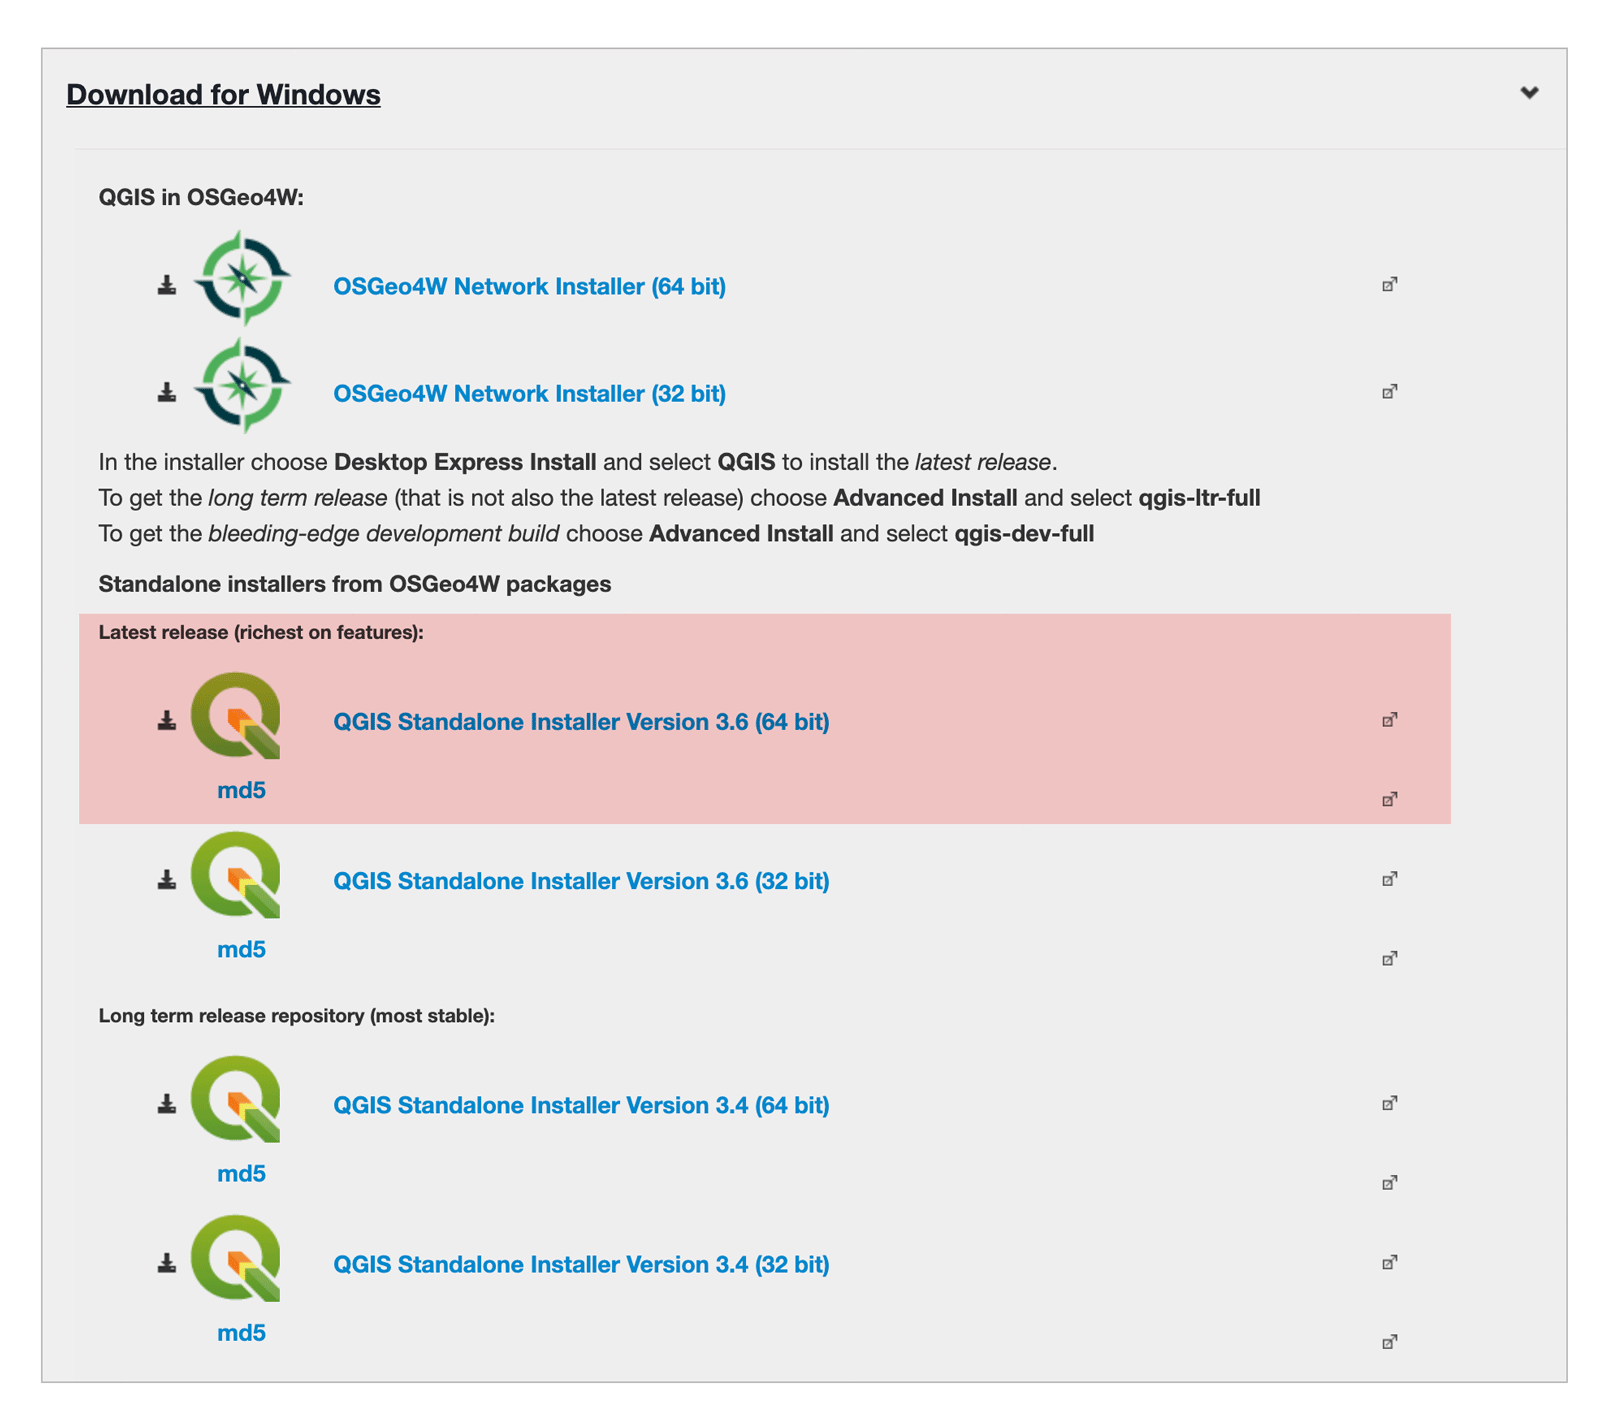 Download for Windows
QGIS in OSGeo4W:
OSGeo4W Network Installer (64 bit)
OSGeo4W Network Installer (32 bit)
In the installer choose Desktop Express Install and select QGIS to install the latest release.
To get the long term release (that is not also the latest release) choose Advanced Install and select qgis-ltr-full
To get the bleeding-edge development build choose Advanced Install and select qgis-dev-full
Standalone installers from OSGeo4W packages
Latest release (richest on features):
QGIS Standalone Installer Version 3.6 (64 bit)
md5
QGIS Standalone Installer Version 3.6 (32 bit)
md5
Long term release repository (most stable):
QGIS Standalone Installer Version 3.4 (64 bit)
md5
QGIS Standalone Installer Version 3.4 (32 bit)
md5